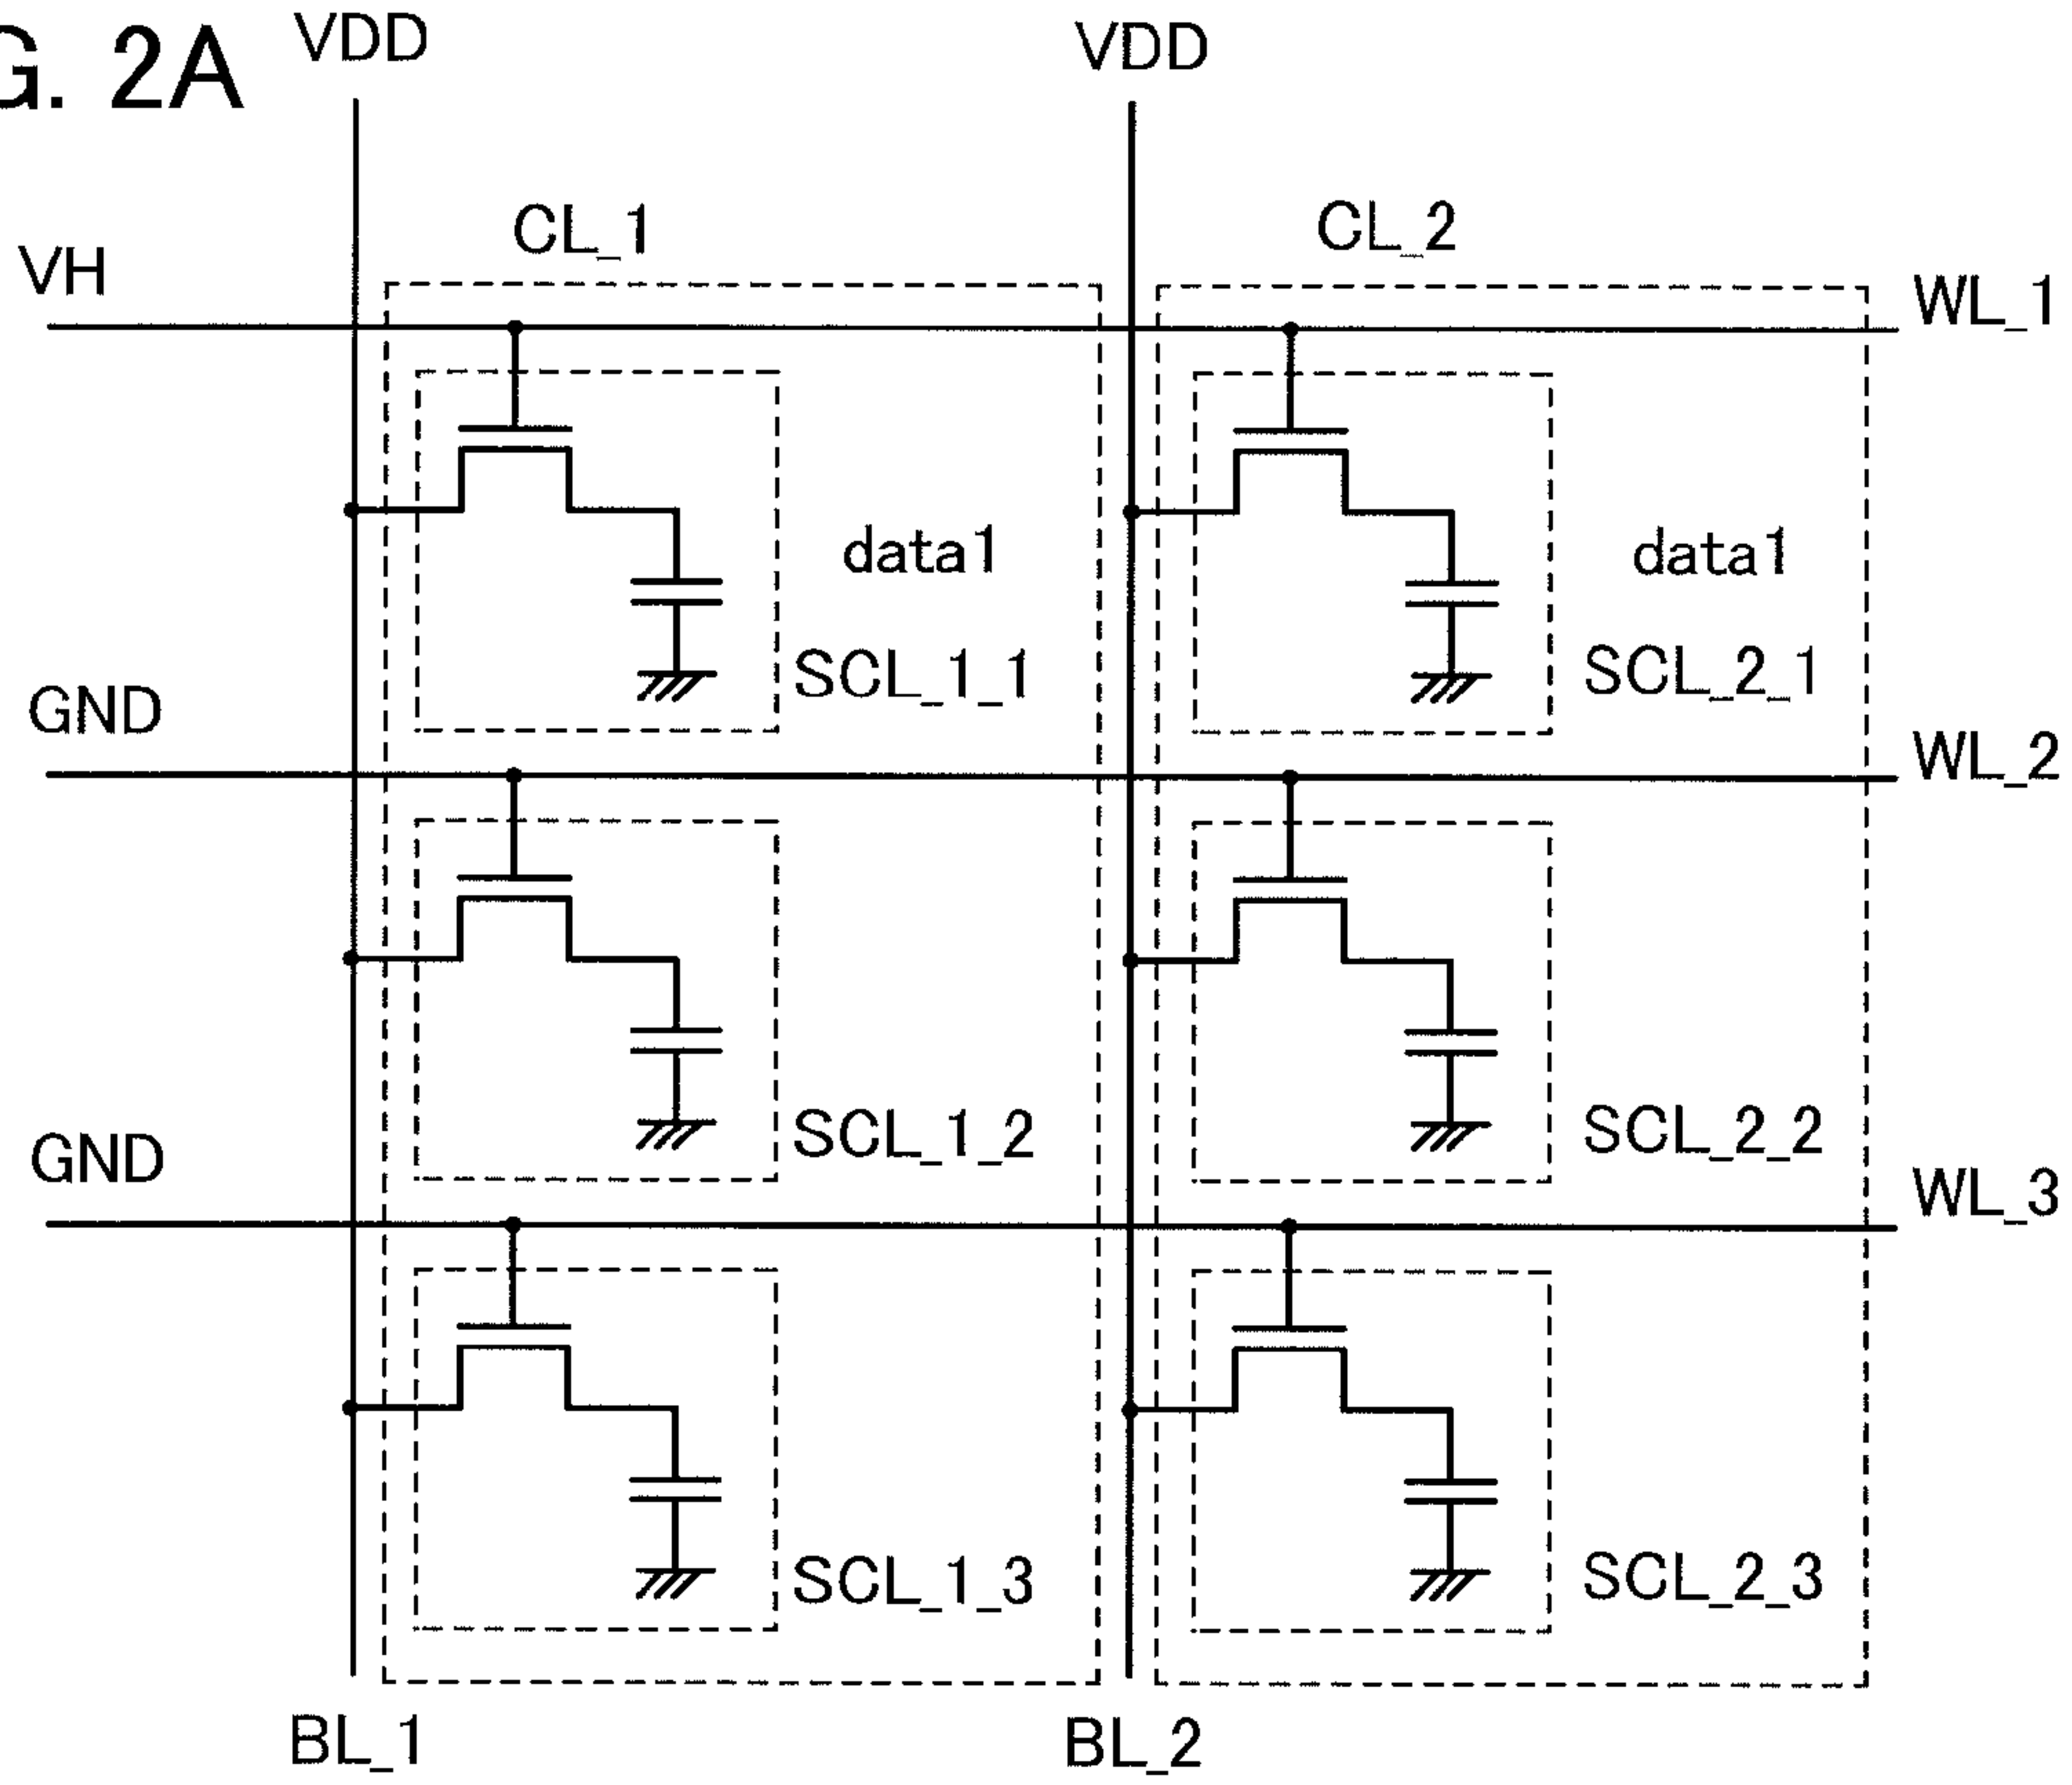 G. 2A
VDD
VDD
CL_1
CL_2
VH
WL_1
data1
data1
SCL_1_1
SCL_2_1
GND
WL_2
SCL_1_2
SCL_2_2
GND
WL_3
SCL_1_3
SCL_2_3
BL_1
BL_2